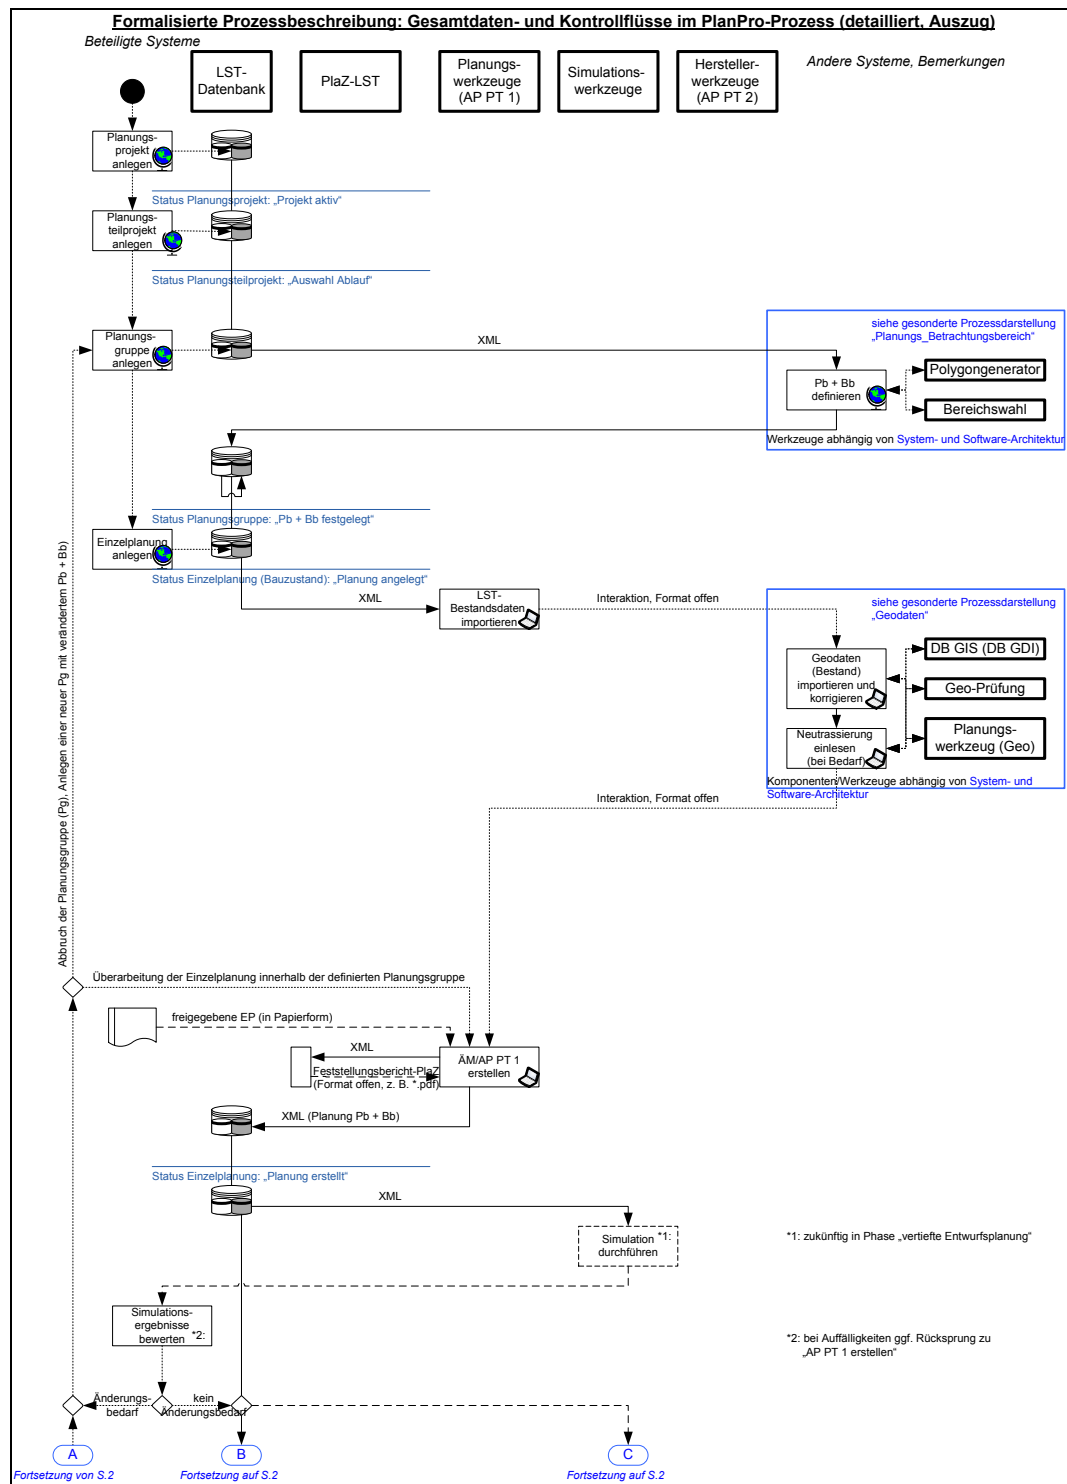 Formalisierte Prozessbeschreibung: Gesamtdaten- und Kontrollflüsse im PlanPro-Prozess (detailliert, Auszug)
Beteiligte Systeme
LST-
Datenbank
PlaZ-LST
Planungs-
werkzeuge
(AP PT 1)
Simulations-
werkzeuge
Hersteller-
werkzeuge
(AP PT 2)
Andere Systeme, Bemerkungen
Planungs-
projekt
anlegen
Status Planungsprojekt: „Projekt aktiv“
Planungs-
teilprojekt
anlegen
Status Planungsteilprojekt: „Auswahl Ablauf“
Planungs-
gruppe
anlegen
XML
siehe gesonderte Prozessdarstellung
„Planungs_Betrachtungsbereich“
Pb + Bb
definieren
Polygongenerator
Bereichswahl
Werkzeuge abhängig von System- und Software-Architektur
Status Planungsgruppe: „Pb + Bb festgelegt“
Einzelplanung
anlegen
Status Einzelplanung (Bauzustand): „Planung angelegt“
XML
LST-
Bestandsdaten
importieren
Interaktion, Format offen
siehe gesonderte Prozessdarstellung
„Geodaten“
Geodaten
(Bestand)
importieren und
korrigieren
DB GIS (DB GDI)
Geo-Prüfung
Neutrassierung
einlesen
(bei Bedarf)
Planungs-
werkzeug (Geo)
Komponenten/Werkzeuge abhängig von System- und
Software-Architektur
Interaktion, Format offen
Abbruch der Planungsgruppe (Pg), Anlegen einer neuer Pg mit verändertem Pb + Bb)
Überarbeitung der Einzelplanung innerhalb der definierten Planungsgruppe
freigegebene EP (in Papierform)
XML
Feststellungsbericht-PlaZ
(Format offen, z. B. *.pdf)
ÄM/AP PT 1
erstellen
XML (Planung Pb + Bb)
Status Einzelplanung: „Planung erstellt“
XML
Simulation *1:
durchführen
*1: zukünftig in Phase „vertiefte Entwurfsplanung“
Simulations-
ergebnisse
bewerten *2:
*2: bei Auffälligkeiten ggf. Rücksprung zu
„AP PT 1 erstellen“
Änderungs-
bedarf
kein
Änderungsbedarf
A
B
C
Fortsetzung von S.2
Fortsetzung auf S.2
Fortsetzung auf S.2